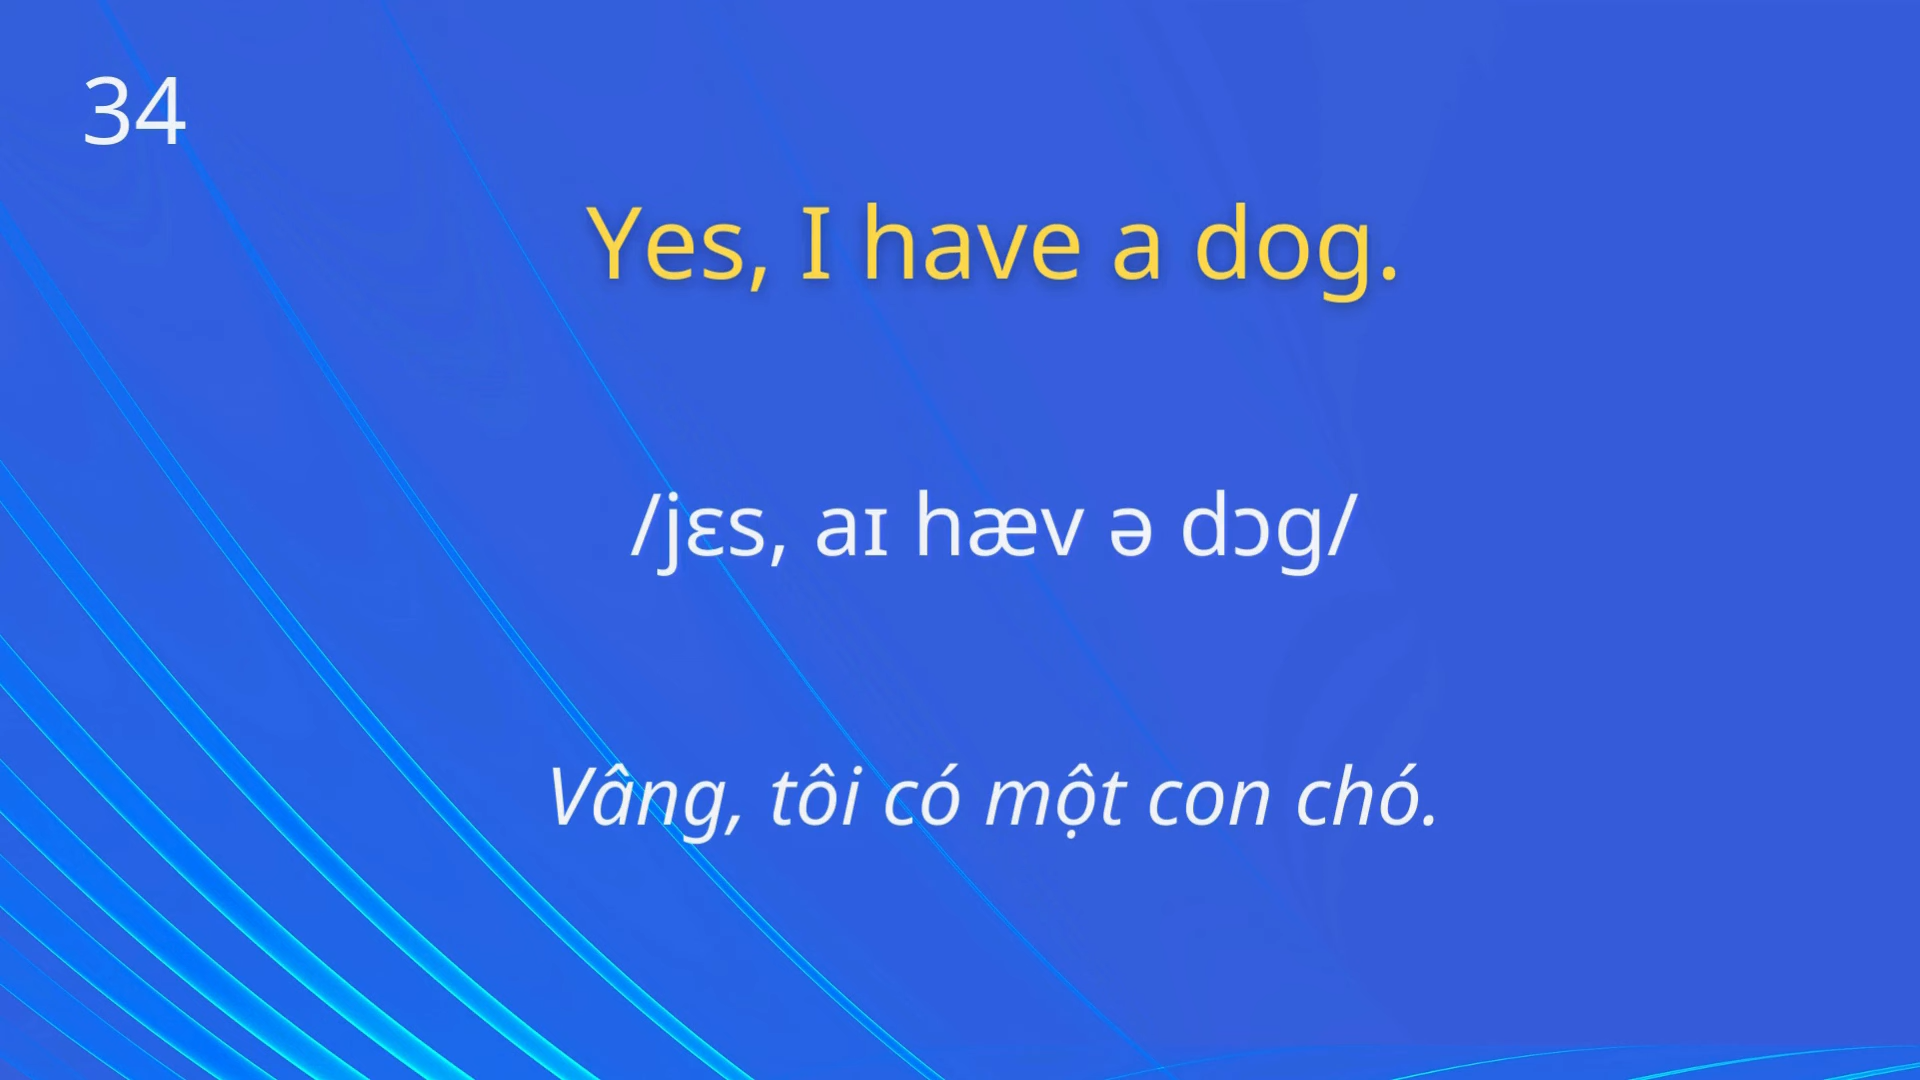 34
Yes, I have a dog.
/jɛs, aɪ hæv ə dɔg/
Vâng, tôi có một con chó.